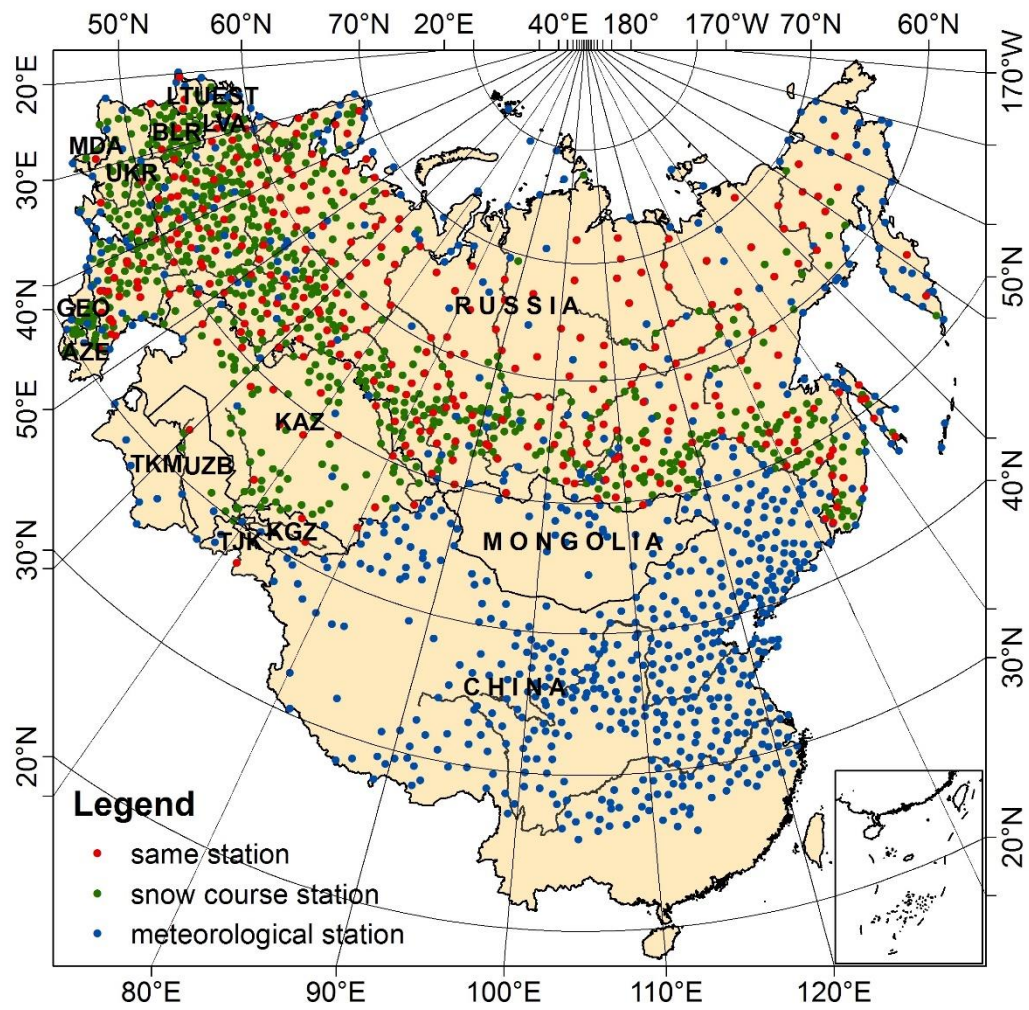 50°N 60°N 70°N 20°E 40°E 180° 170°W 70°N 60°N
20°E
170°W
LTU EST
LVA
BLR
MDA
UKR
30°E
50°N
RUSSIA
40°N
GEO
AZE
50°E
KAZ
40°N
TKM UZB
KGZ
TJK
MONGOLIA
30°N
30°N
CHINA
20°N
20°N
Legend
same station
snow course station
meteorological station
80°E 90°E 100°E 110°E 120°E